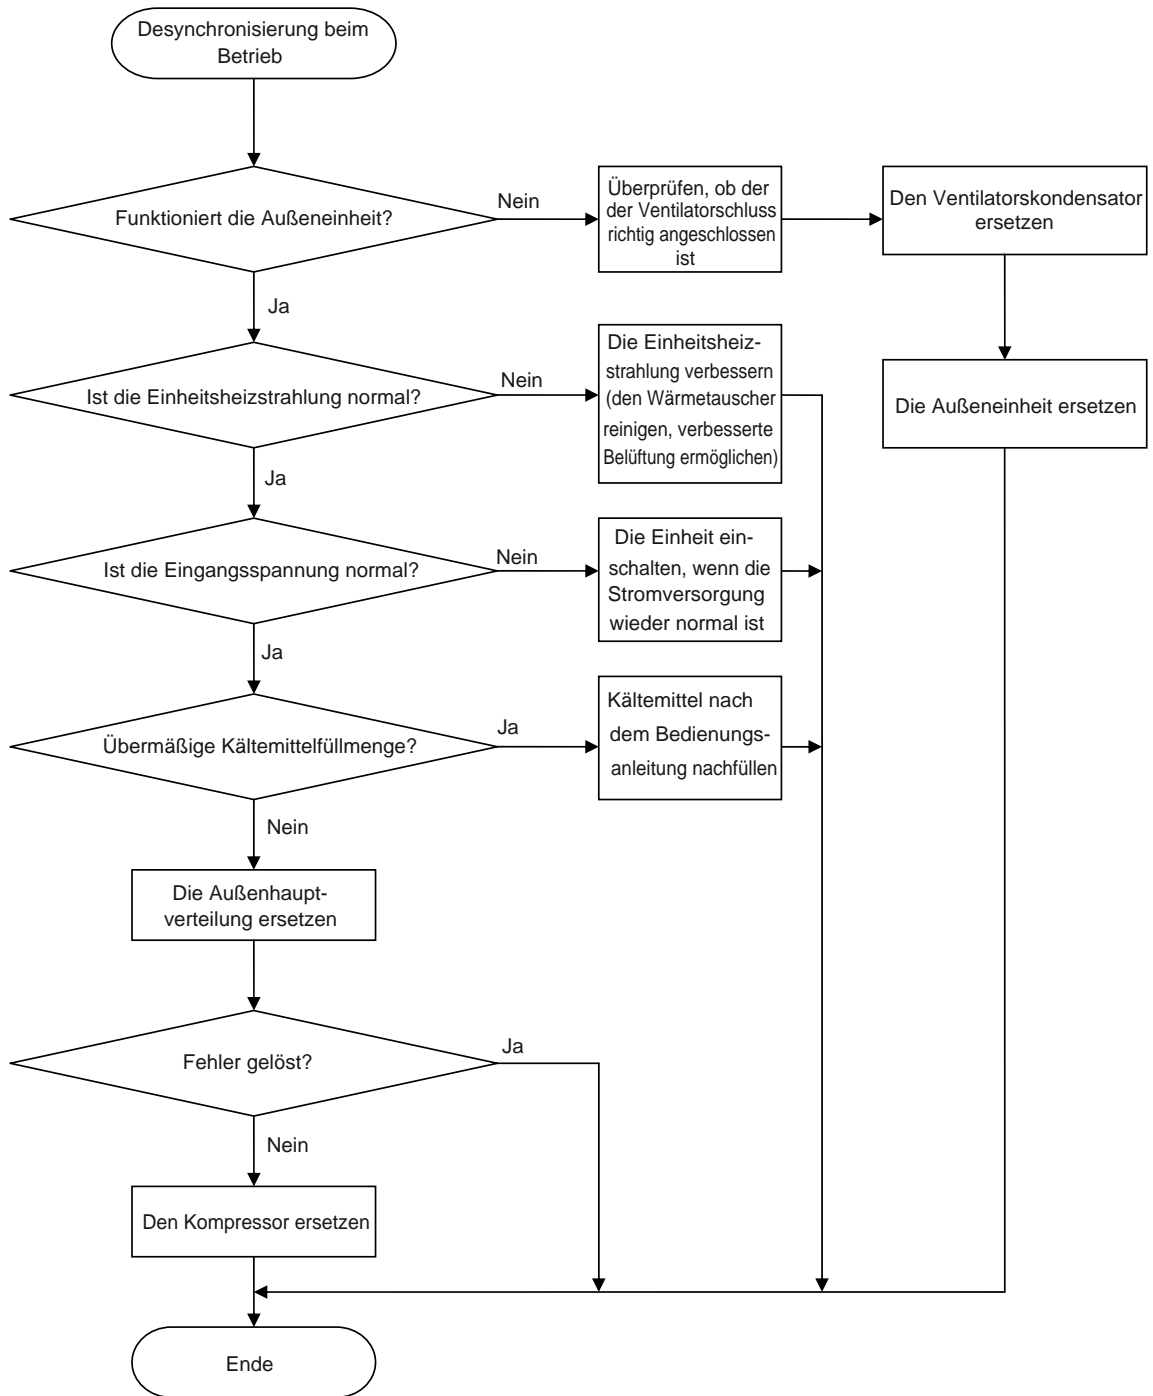 Desynchronisierung beim
Betrieb
Funktioniert die Außeneinheit?
Nein
Überprüfen, ob der
der Ventilatorschluss
richtig angeschlossen
ist
Den Ventilatorskondensator
ersetzen
Ja
Ist die Einheitsheizstrahlung normal?
Nein
Die Einheitsheiz-
strahlung verbessern
(den Wärmetauscher
reinigen, verbesserte
Belüftung ermöglichen)
Die Außeneinheit ersetzen
Ja
Ist die Eingangsspannung normal?
Nein
Die Einheit ein-
schalten, wenn die
Stromversorgung
wieder normal ist
Ja
Übermäßige Kältemittelfüllmenge?
Ja
Kältemittel nach
dem Bedienungs-
anleitung nachfüllen
Nein
Die Außenhaupt-
verteilung ersetzen
Fehler gelöst?
Ja
Nein
Den Kompressor ersetzen
Ende